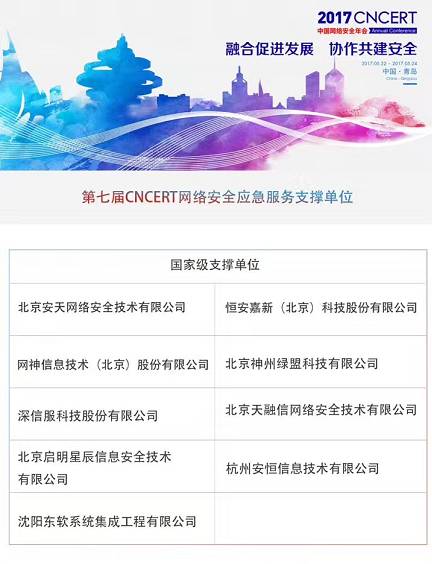 2017 CNCERT
中国网络安全年会 Annual Conference
融合促进发展 协作共建安全
2017.05.22 - 2017.05.24
中国·青岛
China · Qingdao
第七届CNCERT网络安全应急服务支撑单位
国家级支撑单位
北京安天网络安全技术有限公司
恒安嘉新（北京）科技股份有限公司
网神信息技术（北京）股份有限公司
北京神州绿盟科技有限公司
深信服科技股份有限公司
北京天融信网络安全技术有限公司
北京启明星辰信息安全技术
有限公司
杭州安恒信息技术有限公司
沈阳东软系统集成工程有限公司